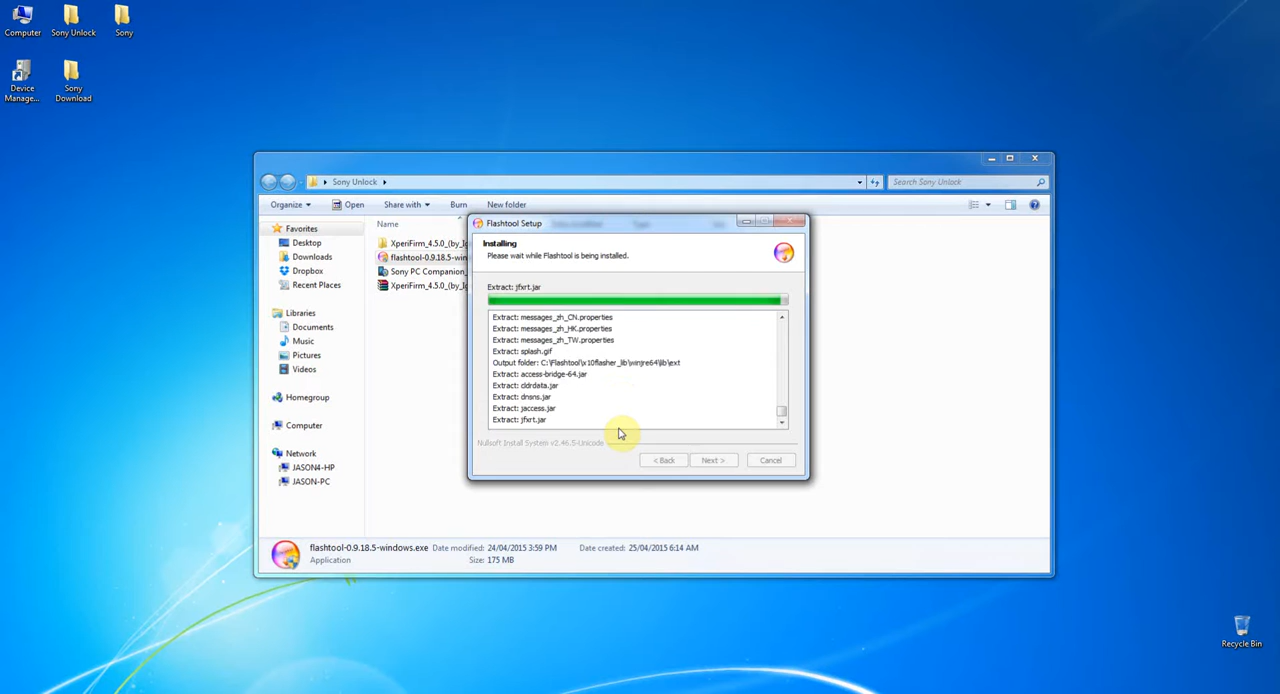 Computer
Sony Unlock
Sony
Device
Manage...
Sony
Download
Sony Unlock
Search Sony Unlock
Organize
Open
Share with
Burn
New folder
Favorites
Desktop
Downloads
Dropbox
Recent Places
Libraries
Documents
Music
Pictures
Videos
Homegroup
Computer
Network
JASON4-HP
JASON-PC
Name
XperiFirm_4.5.0_(by_Ig
flashtool-0.9.18.5-win
Sony PC Companion_
XperiFirm_4.5.0_(by_Ig
Flashtool Setup
Installing
Please wait while Flashtool is being installed.
Extract: jfxrt.jar
Extract: messages_zh_CN.properties
Extract: messages_zh_HK.properties
Extract: messages_zh_TW.properties
Extract: splash.gif
Output folder: C:\Flashtool\x10flasher_lib\winjre64\lib\ext
Extract: access-bridge-64.jar
Extract: cldrdata.jar
Extract: dnsns.jar
Extract: jaccess.jar
Extract: jfxrt.jar
Nullsoft Install System v2.46.5-Unicode
< Back
Next >
Cancel
flashtool-0.9.18.5-windows.exe Date modified: 24/04/2015 3:59 PM Date created: 25/04/2015 6:14 AM
Application Size: 175 MB
Recycle Bin